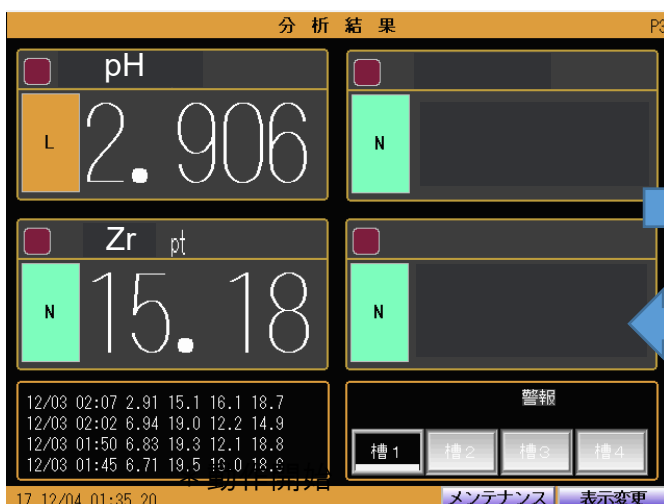 分析結果 P3
pH
L 2.906
N
Zr pt
N 15.18
N
12/03 02:07 2.91 15.1 16.1 18.7
12/03 02:02 6.94 19.0 12.2 14.9
12/03 01:50 6.83 19.3 12.1 18.8
12/03 01:45 6.71 19.5
動作開始
警報
槽1 槽2 槽3 槽4
17 12/04 01:35 20 メンテナンス 表示変更